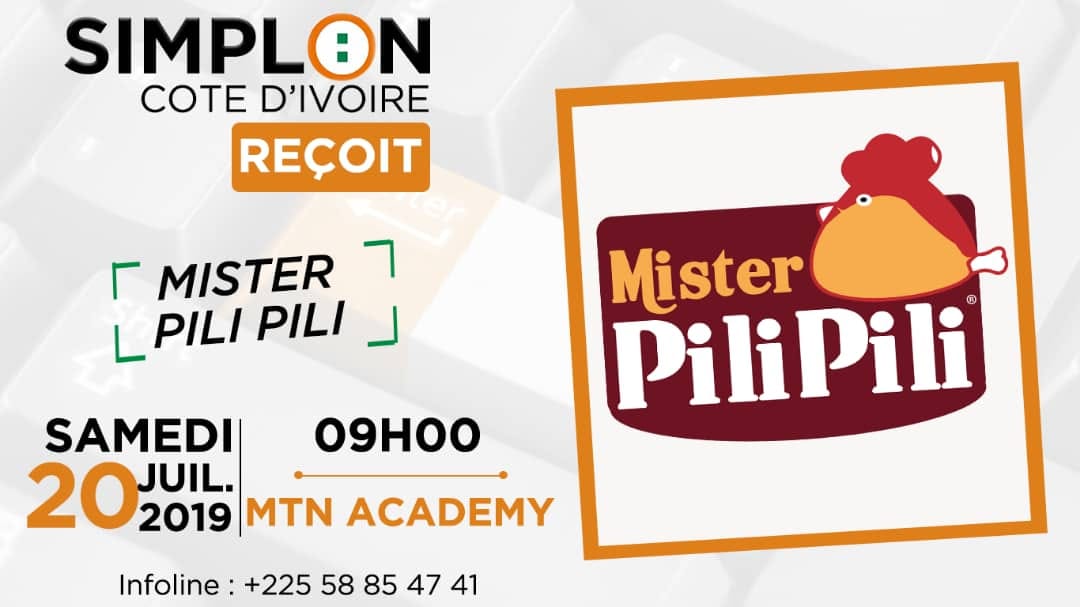 SIMPLON
COTE D'IVOIRE
REÇOIT
MISTER
PILI PILI
SAMEDI
20 JUIL.
2019
09H00
MTN ACADEMY
Infoline : +225 58 85 47 41
Mister
PiliPili®